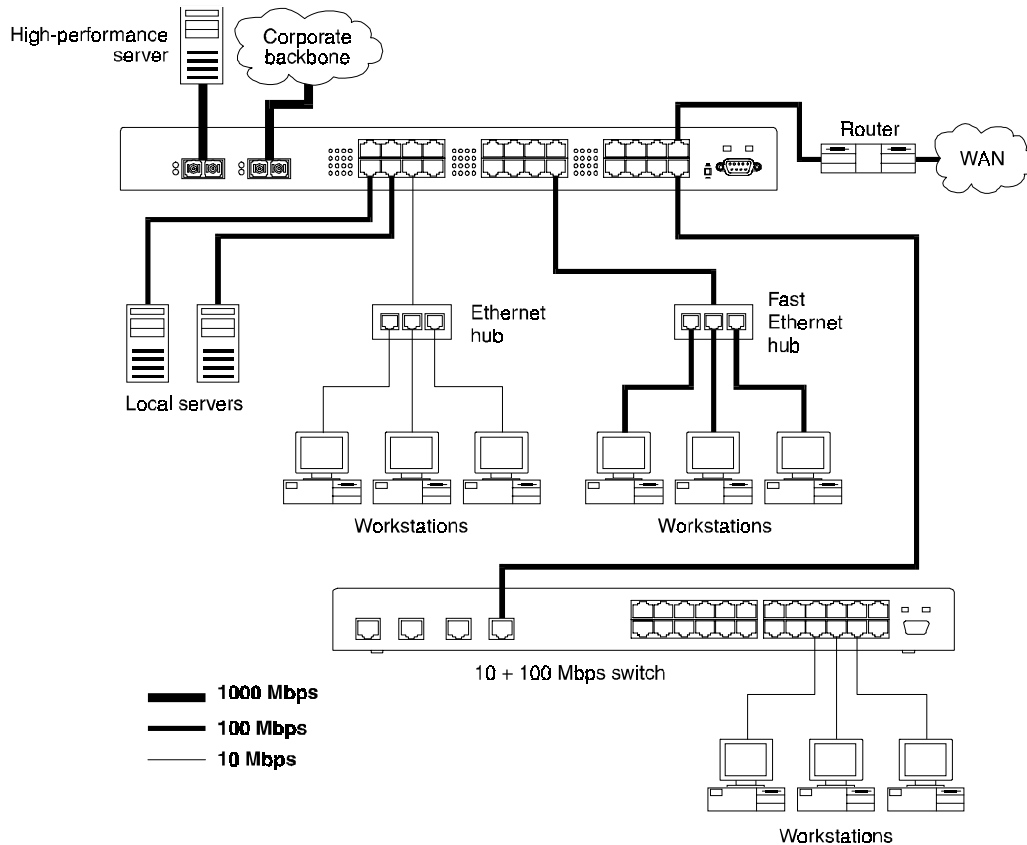 High-performance
server
Corporate
backbone
Router
WAN
Ethernet
hub
Fast
Ethernet
hub
Local servers
Workstations
Workstations
10 + 100 Mbps switch
1000 Mbps
100 Mbps
10 Mbps
Workstations